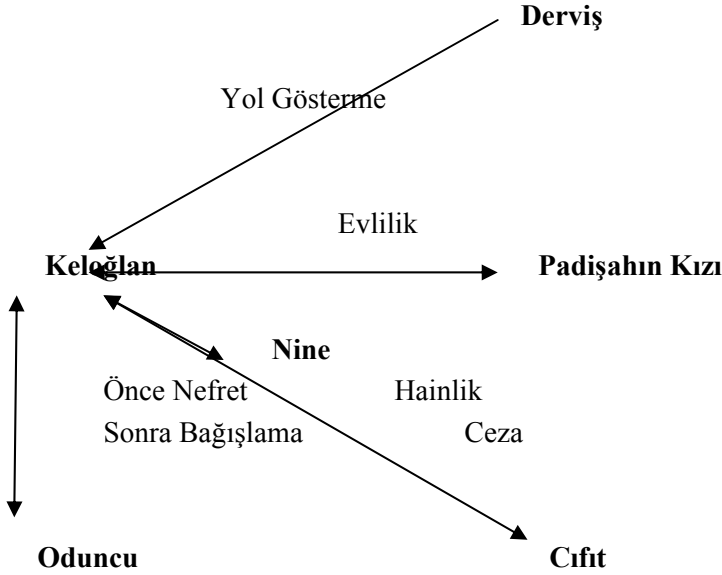 Derviş
Yol Gösterme
Evlilik
Keloğlan Padişahın Kızı
Nine
Önce Nefret Hainlik
Sonra Bağışlama Ceza
Oduncu Cıfıt